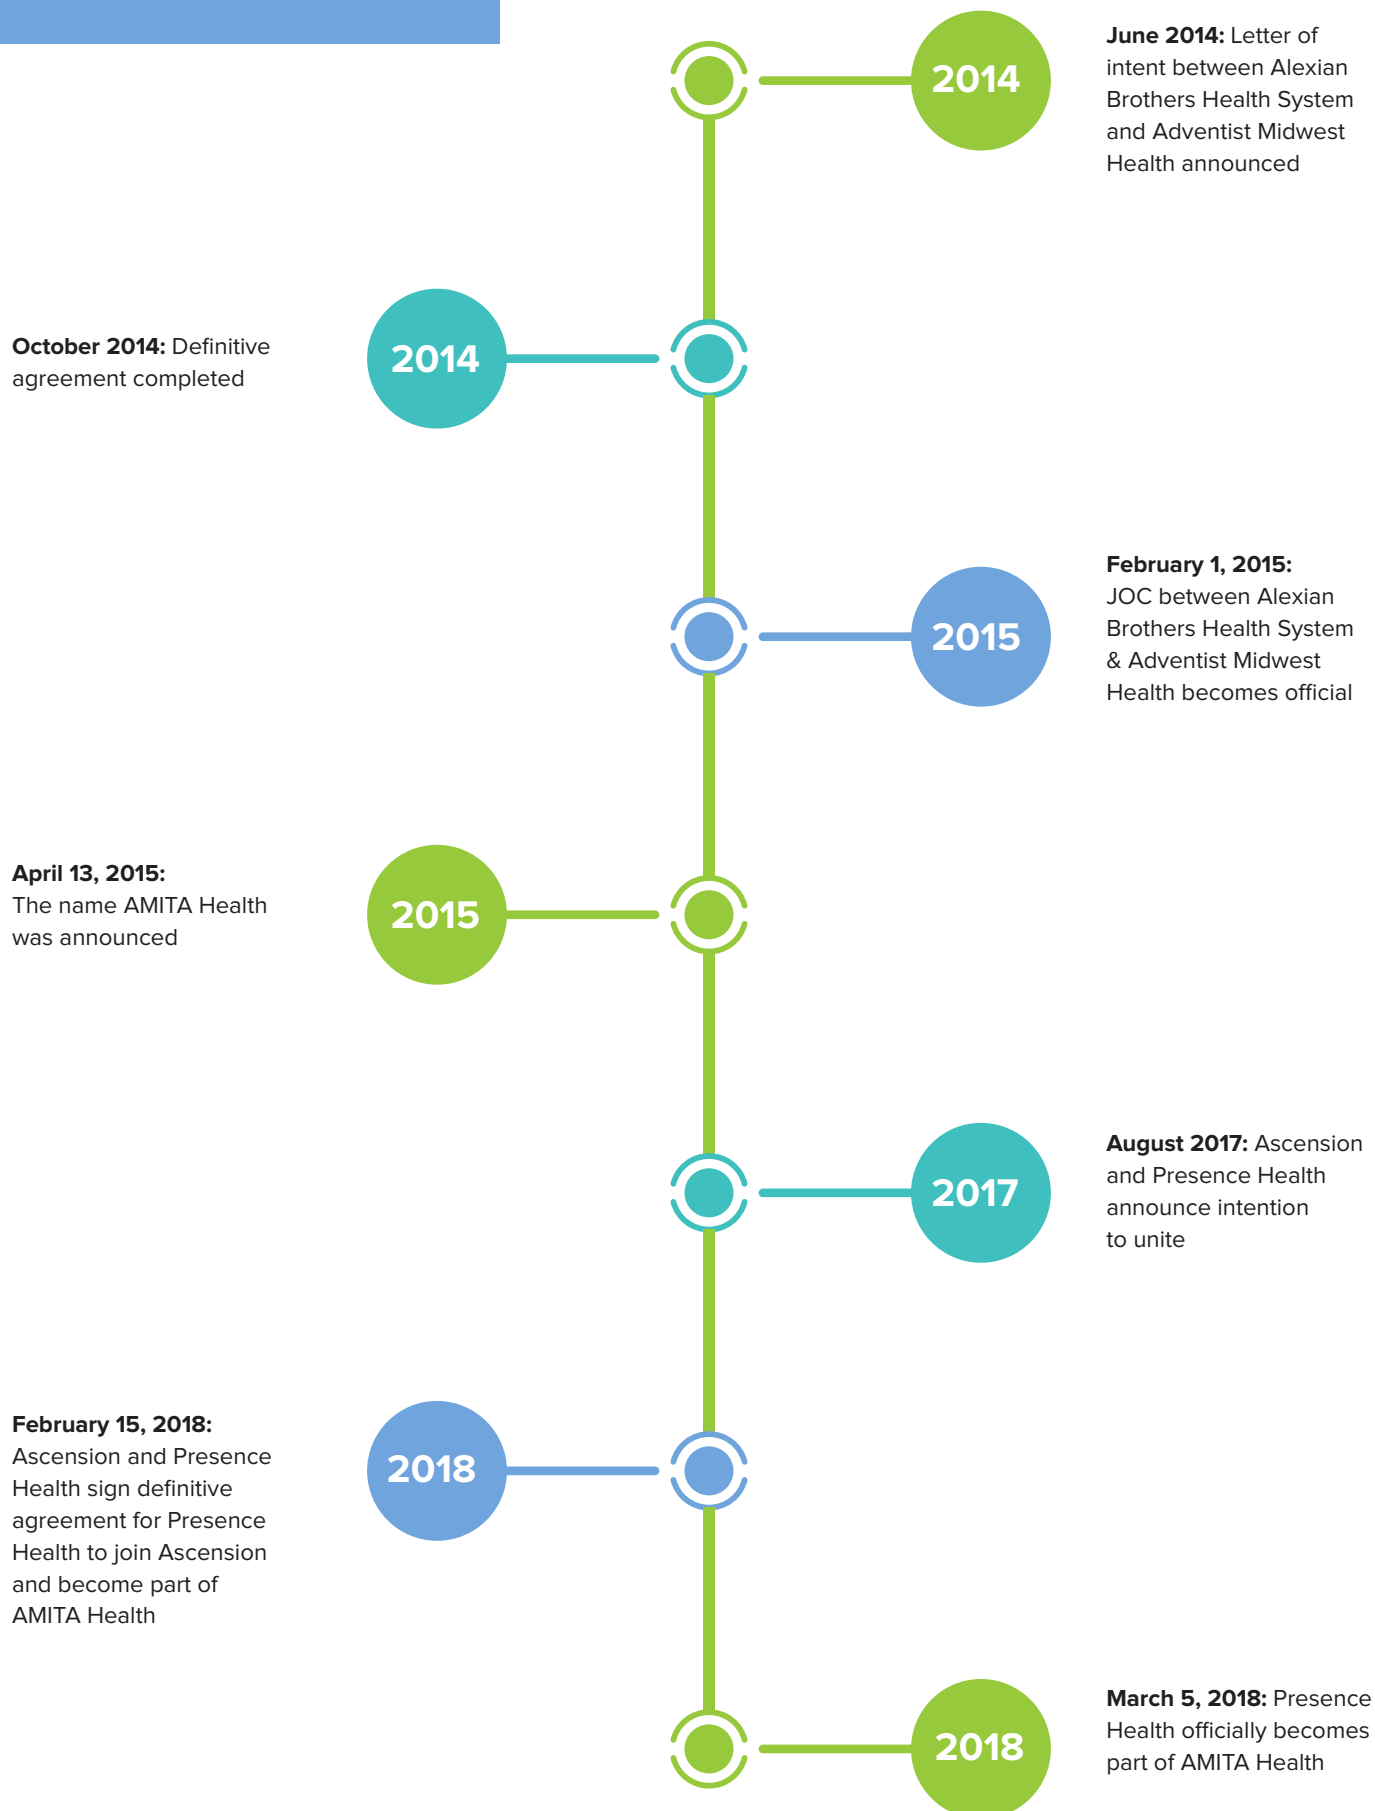 2014
June 2014: Letter of
intent between Alexian
Brothers Health System
and Adventist Midwest
Health announced
October 2014: Definitive
agreement completed
2014
2015
February 1, 2015:
JOC between Alexian
Brothers Health System
& Adventist Midwest
Health becomes official
April 13, 2015:
The name AMITA Health
was announced
2015
2017
August 2017: Ascension
and Presence Health
announce intention
to unite
February 15, 2018:
Ascension and Presence
Health sign definitive
agreement for Presence
Health to join Ascension
and become part of
AMITA Health
2018
2018
March 5, 2018: Presence
Health officially becomes
part of AMITA Health